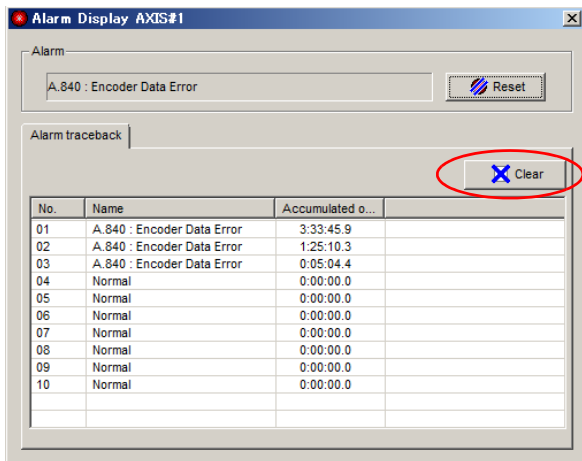 Alarm Display AXIS#1
Alarm
A.840 : Encoder Data Error
Reset
Alarm traceback
Clear
No. Name Accumulated o...
01 A.840 : Encoder Data Error 3:33:45.9
02 A.840 : Encoder Data Error 1:25:10.3
03 A.840 : Encoder Data Error 0:05:04.4
04 Normal 0:00:00.0
05 Normal 0:00:00.0
06 Normal 0:00:00.0
07 Normal 0:00:00.0
08 Normal 0:00:00.0
09 Normal 0:00:00.0
10 Normal 0:00:00.0